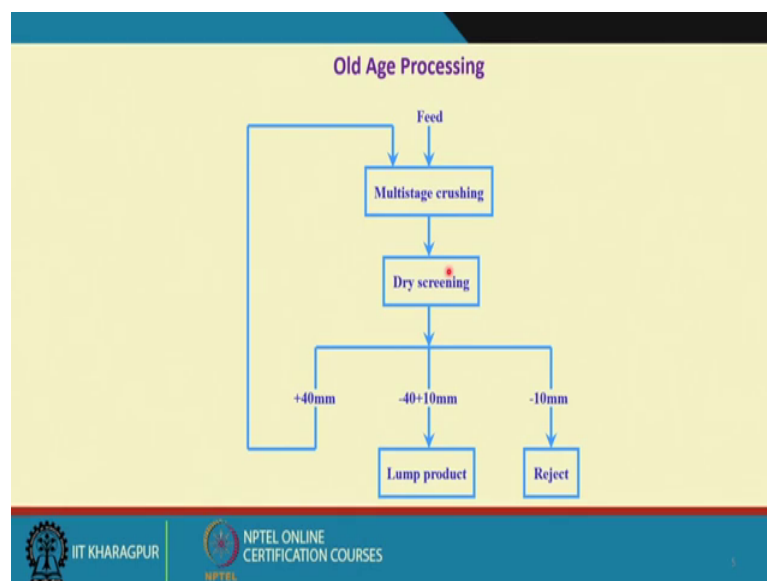 Old Age Processing
Feed
Multistage crushing
Dry screening
+40mm
-40+10mm
-10mm
Lump product
Reject
IIT KHARAGPUR
NPTEL ONLINE
CERTIFICATION COURSES
NPTEL
5